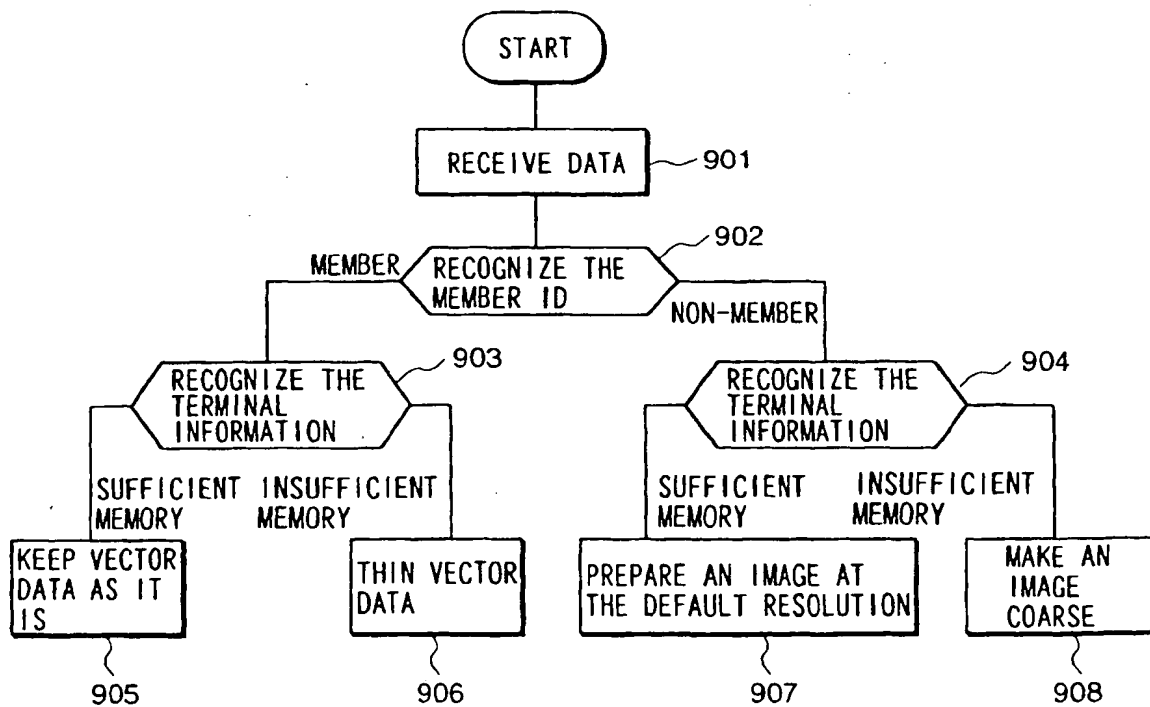 START
RECEIVE DATA
901
902
MEMBER
RECOGNIZE THE
MEMBER ID
NON-MEMBER
903
RECOGNIZE THE
TERMINAL
INFORMATION
904
RECOGNIZE THE
TERMINAL
INFORMATION
SUFFICIENT
MEMORY
INSUFFICIENT
MEMORY
SUFFICIENT
MEMORY
INSUFFICIENT
MEMORY
KEEP VECTOR
DATA AS IT
IS
THIN VECTOR
DATA
PREPARE AN IMAGE AT
THE DEFAULT RESOLUTION
MAKE AN
IMAGE
COARSE
905
906
907
908